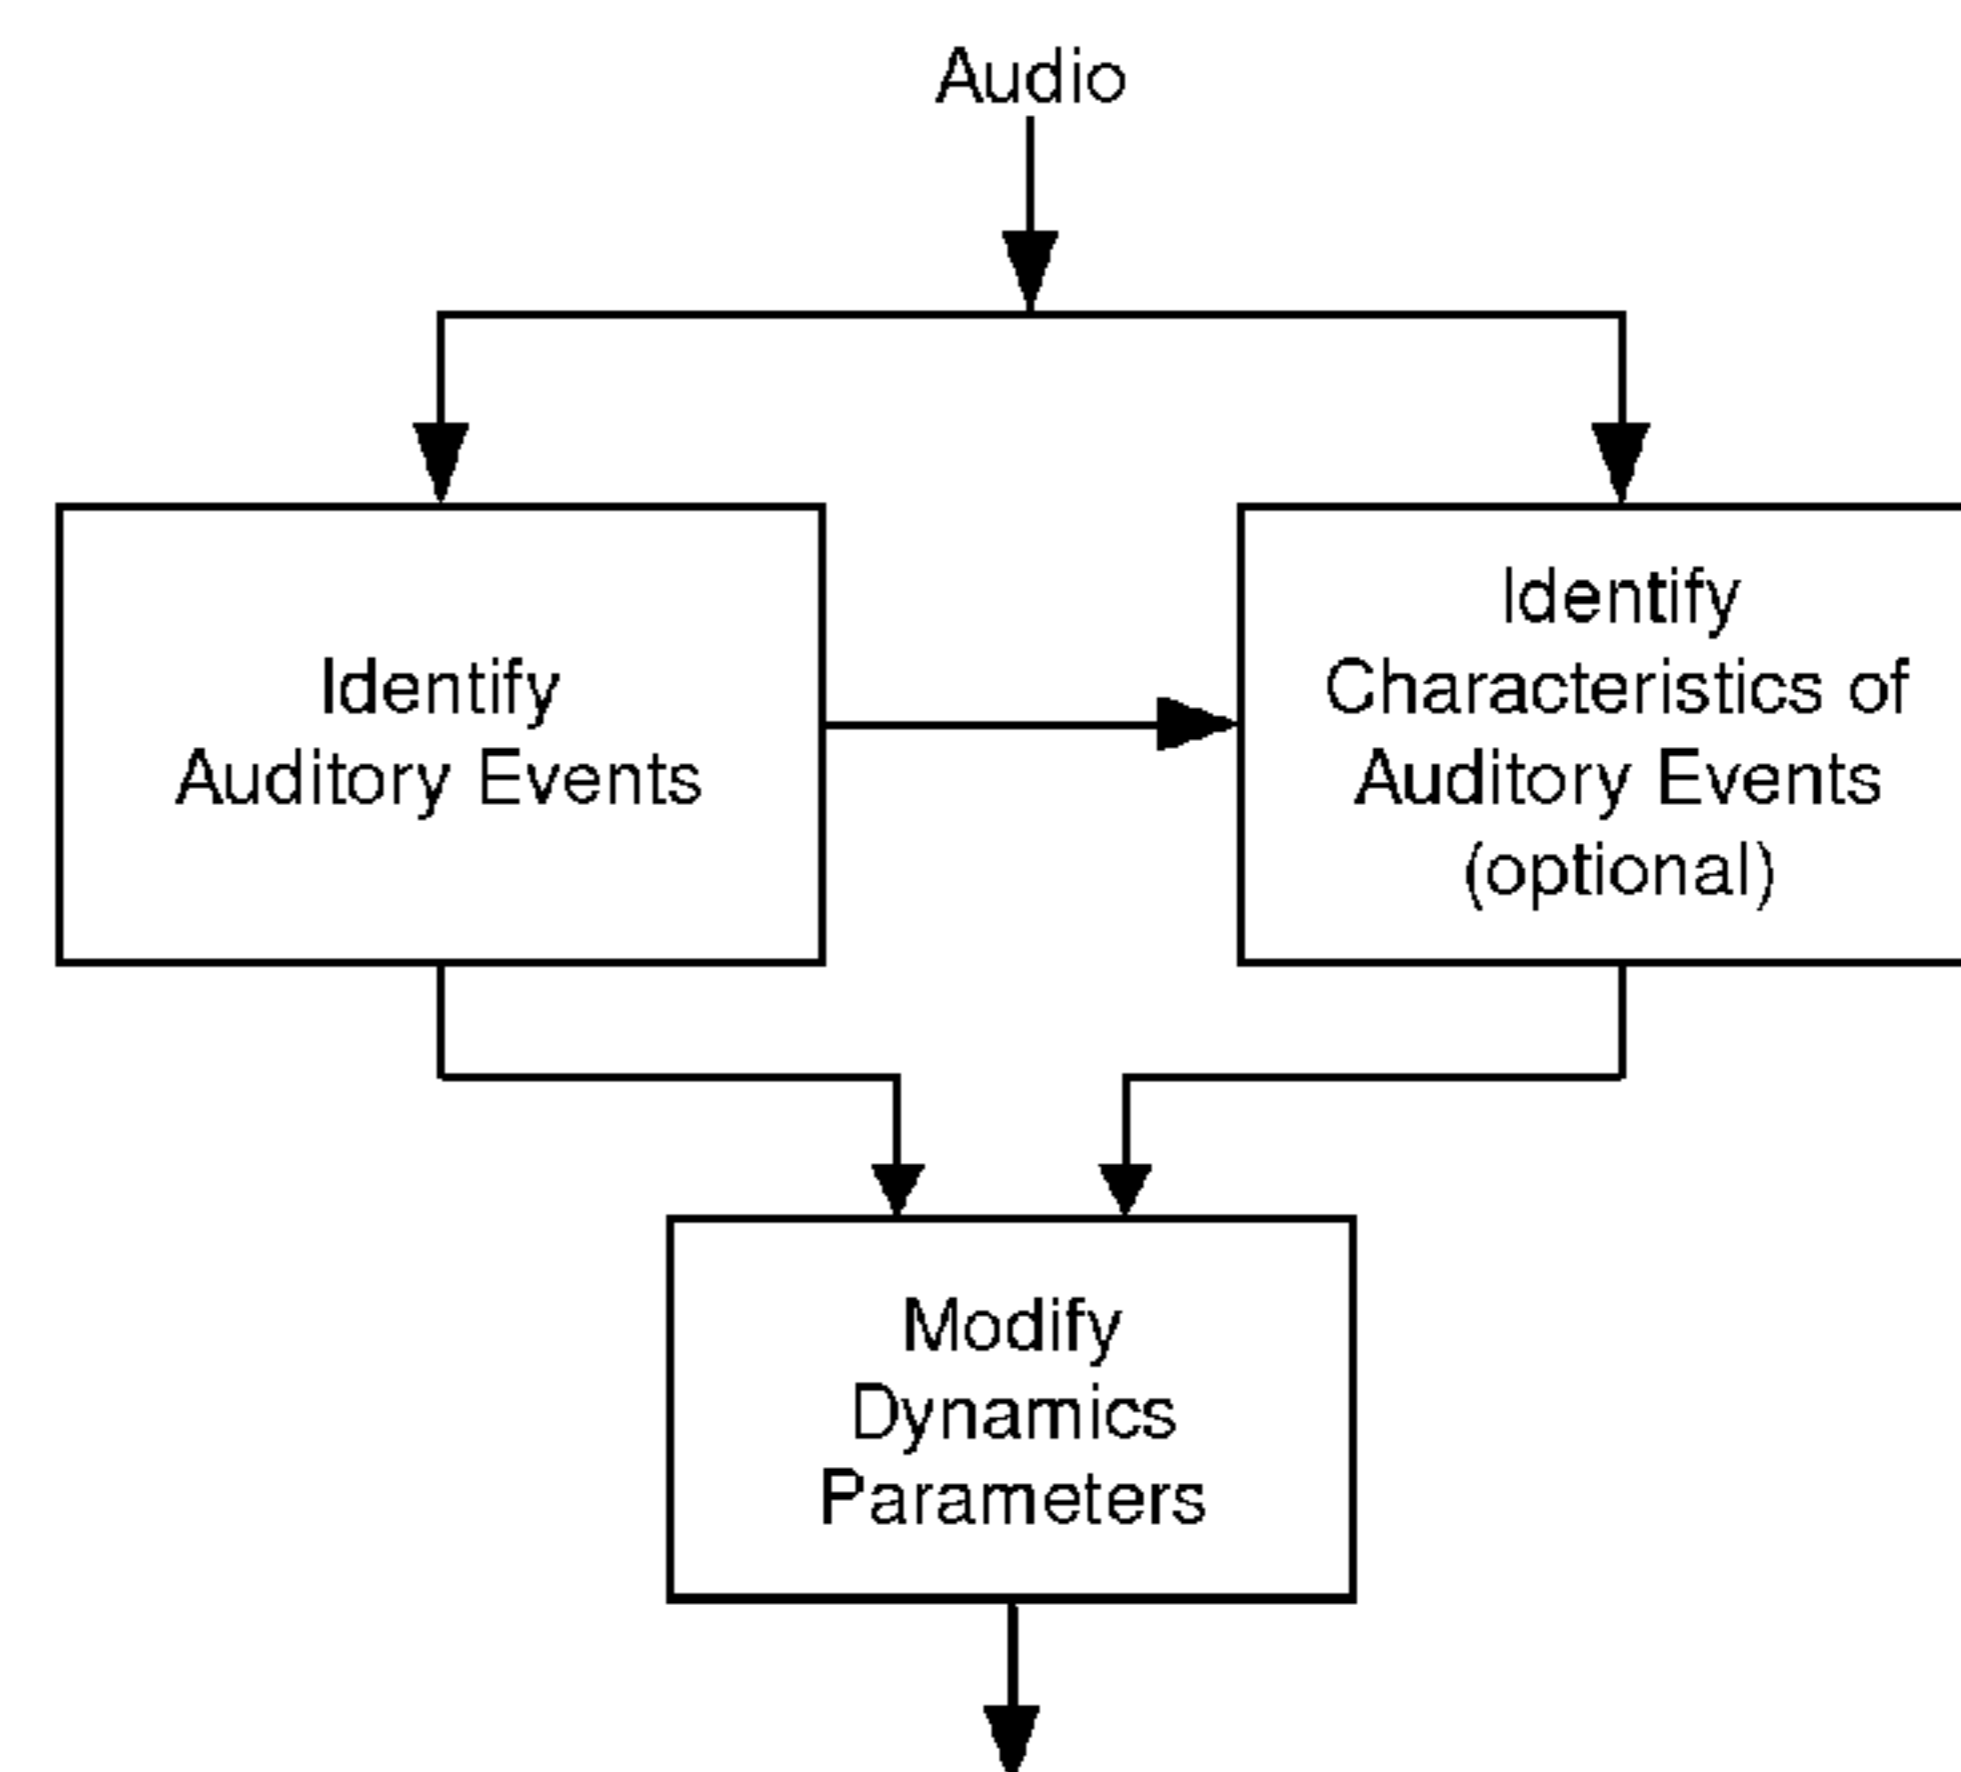 Audio
Identify
Auditory Events
Identify
Characteristics of
Auditory Events
(optional)
Modify
Dynamics
Parameters